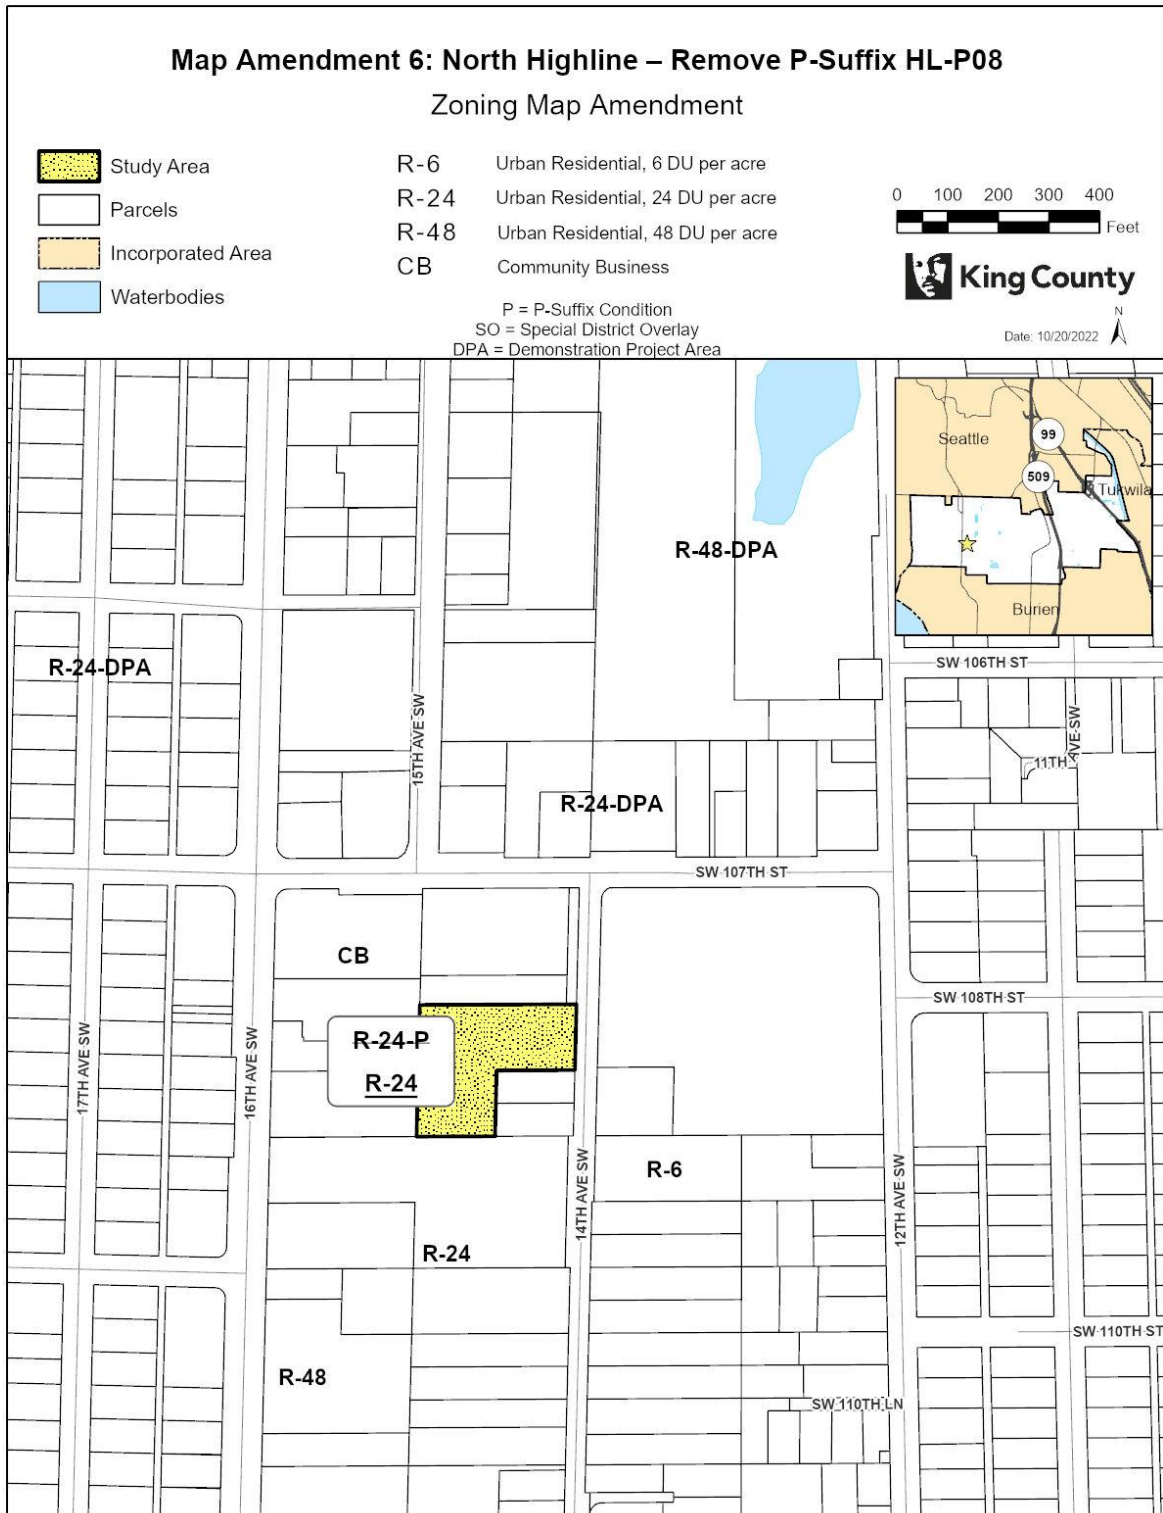 Map Amendment 6: North Highline – Remove P-Suffix HL-P08
Zoning Map Amendment
Study Area
Parcels
Incorporated Area
Waterbodies
R-6 Urban Residential, 6 DU per acre
R-24 Urban Residential, 24 DU per acre
R-48 Urban Residential, 48 DU per acre
CB Community Business
P = P-Suffix Condition
SO = Special District Overlay
DPA = Demonstration Project Area
0 100 200 300 400
Feet
King County
N
Date: 10/20/2022
Seattle
99
509
Tukwila
Burien
R-48-DPA
SW 106TH ST
R-24-DPA
15TH AVE SW
11TH AVE SW
R-24-DPA
SW 107TH ST
CB
SW 108TH ST
R-24-P
R-24
17TH AVE SW
16TH AVE SW
14TH AVE SW
R-6
12TH AVE SW
R-24
SW 110TH ST
R-48
SW 110TH LN